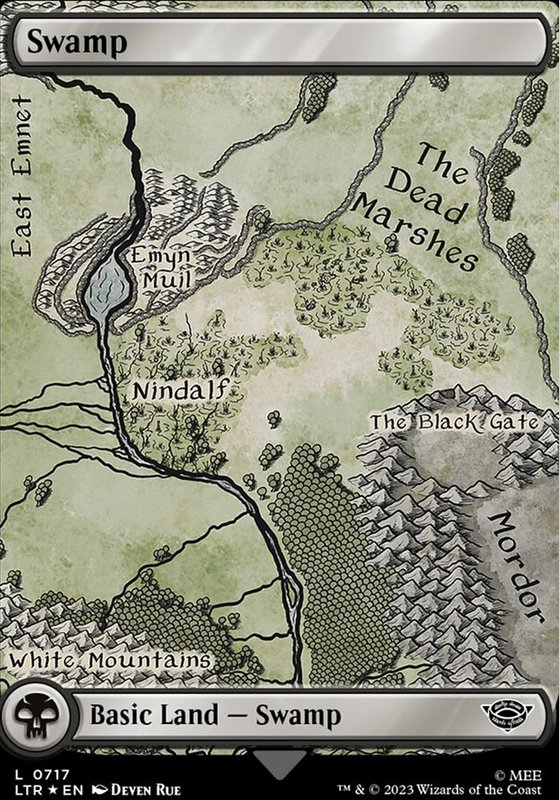 Swamp
East Emnet
The
Dead
Marshes
Emyn
Muil
Nindalf
The Black Gate
Mordor
White Mountains
Basic Land — Swamp
L 0717
LTR ★ EN Deven Rue
© MEE
™ & © 2023 Wizards of the Coast